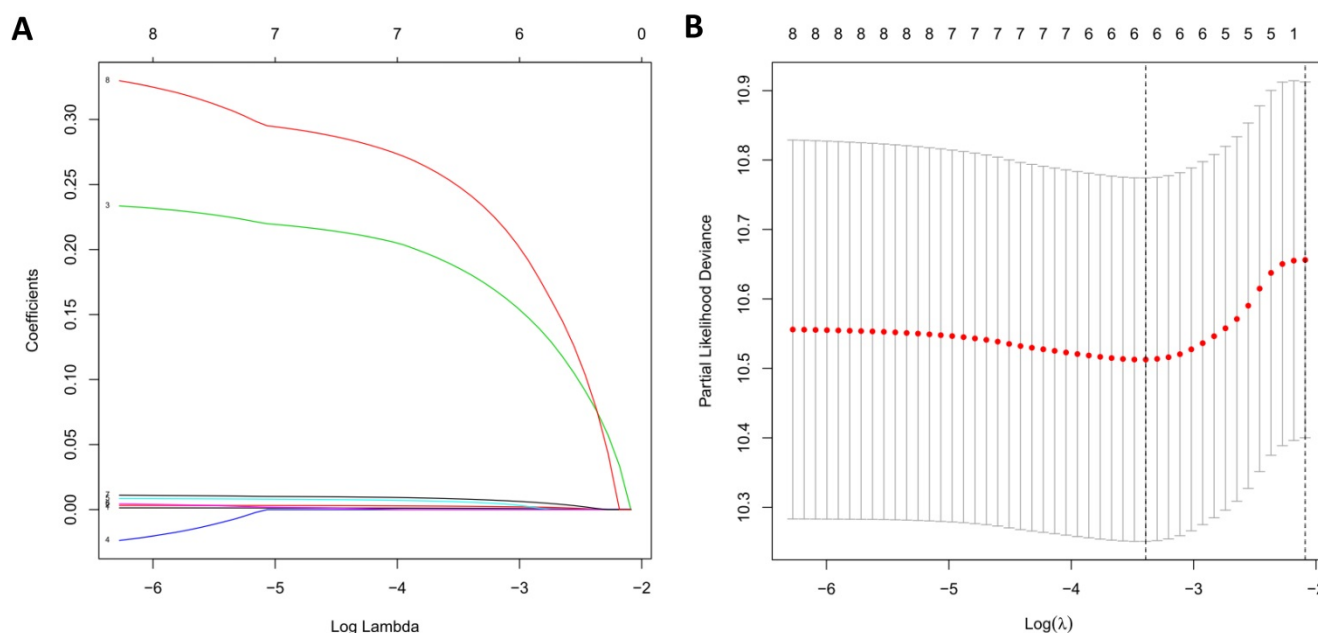 A
8 7 7 6 0
0.30
0.25
0.20
0.15
0.10
0.05
0.00
Coefficients
8
3
4
−6 −5 −4 −3 −2
Log Lambda
B
8 8 8 8 8 8 8 7 7 7 7 7 7 7 6 6 6 6 6 6 6 5 5 5 1
10.9
10.8
10.7
10.6
10.5
10.4
10.3
Partial Likelihood Deviance
−6 −5 −4 −3
Log(λ)